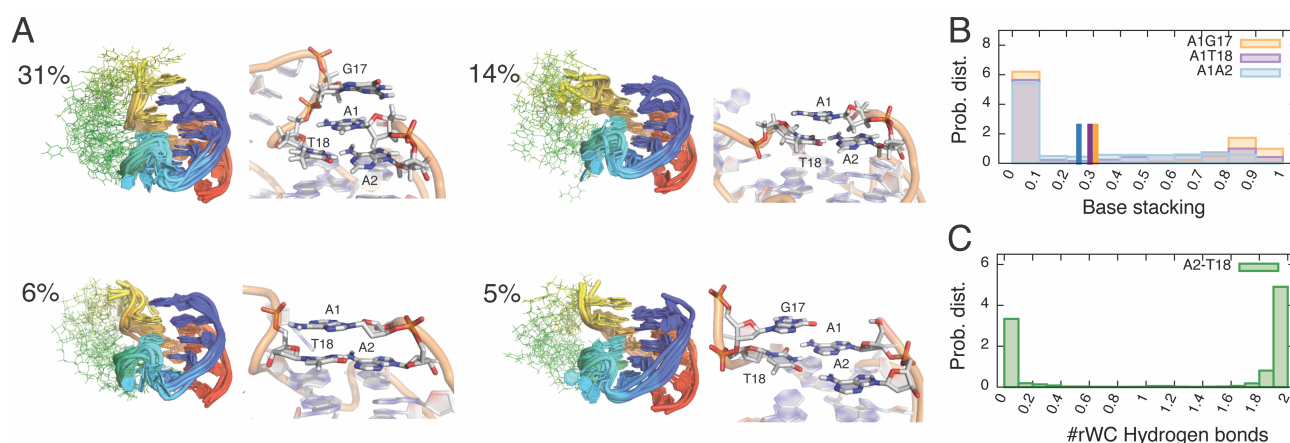 A
31%
G17
A1
T18
A2
14%
A1
T18
A2
6%
A1
T18
A2
5%
G17
A1
T18
A2
B
Prob. dist.
8
6
4
2
0
A1G17
A1T18
A1A2
0 0.1 0.2 0.3 0.4 0.5 0.6 0.7 0.8 0.9 1
Base stacking
C
Prob. dist.
6
4
2
0
A2-T18
0 0.2 0.4 0.6 0.8 1 1.2 1.4 1.6 1.8 2
#rWC Hydrogen bonds